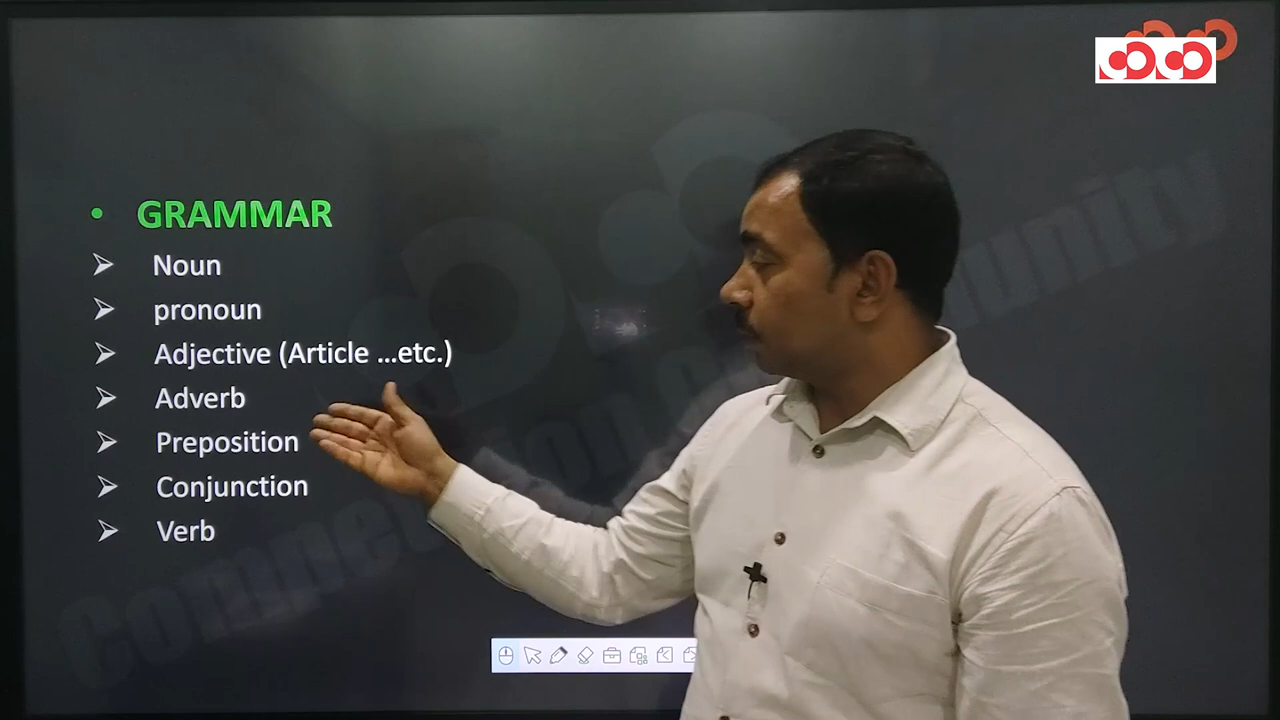 GRAMMAR
Noun
pronoun
Adjective (Article ...etc.)
Adverb
Preposition
Conjunction
Verb